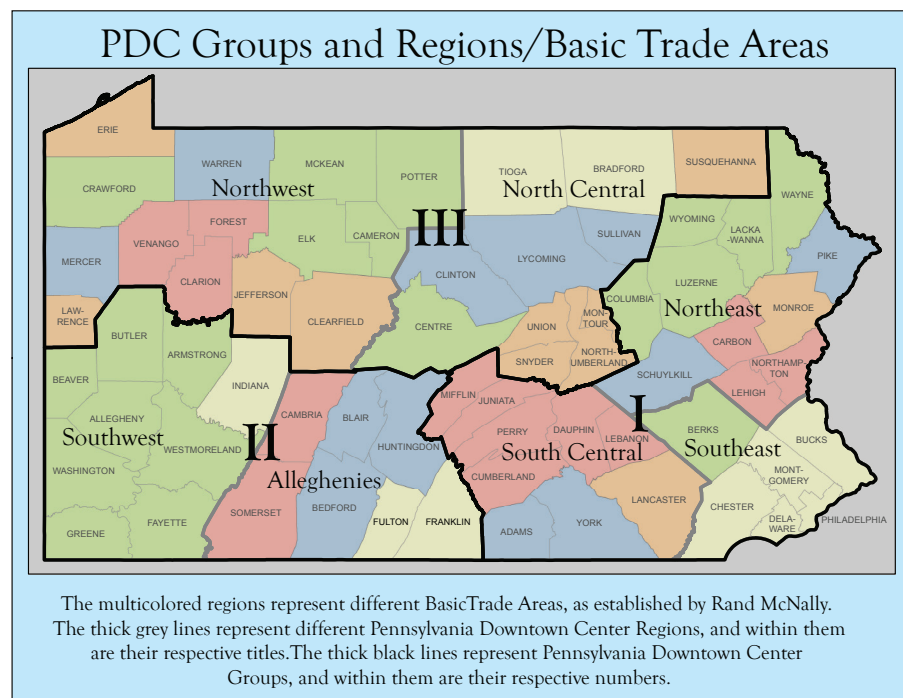 PDC Groups and Regions/Basic Trade Areas
ERIE
WARREN
MCKEAN
POTTER
TIOGA
BRADFORD
SUSQUEHANNA
CRAWFORD
Northwest
North Central
WAYNE
FOREST
WYOMING
VENANGO
ELK
CAMERON
III
SULLIVAN
LACKA
-WANNA
MERCER
CLARION
CLINTON
LYCOMING
PIKE
LUZERNE
JEFFERSON
COLUMBIA
Northeast
MONROE
LAW-
RENCE
CLEARFIELD
CENTRE
UNION
MON-
TOUR
CARBON
BUTLER
ARMSTRONG
SNYDER
NORTH-
UMBERLAND
SCHUYLKILL
NORTHAMP-
TON
BEAVER
INDIANA
MIFFLIN
JUNIATA
LEHIGH
ALLEGHENY
CAMBRIA
BLAIR
PERRY
DAUPHIN
I
BERKS
BUCKS
Southwest
WESTMORELAND
II
HUNTINGDON
LEBANON
South Central
Southeast
WASHINGTON
Alleghenies
CUMBERLAND
MONT-
GOMERY
SOMERSET
BEDFORD
LANCASTER
CHESTER
FAYETTE
FULTON
FRANKLIN
ADAMS
YORK
DELA-
WARE
PHILADELPHIA
GREENE
The multicolored regions represent different BasicTrade Areas, as established by Rand McNally.
The thick grey lines represent different Pennsylvania Downtown Center Regions, and within them
are their respective titles.The thick black lines represent Pennsylvania Downtown Center
Groups, and within them are their respective numbers.